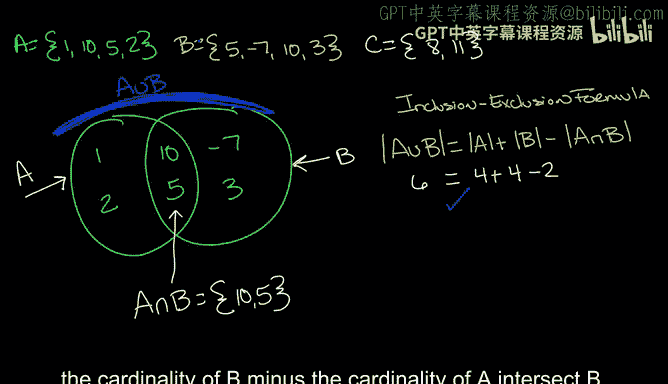 GPT中英字幕课程资源@bilibili.com
GPT中英字幕课程资源 bilibili
A={1,10,5,2} B={5,-7,10,3} C={8,11}
A∪B
Inclusion-Exclusion Formula
|A∪B|=|A|+|B|-|A∩B|
6 = 4+4-2
A
B
1 10 -7
2 5 3
A∩B={10,5}
the cardinality of B minus the cardinality of A intersect B